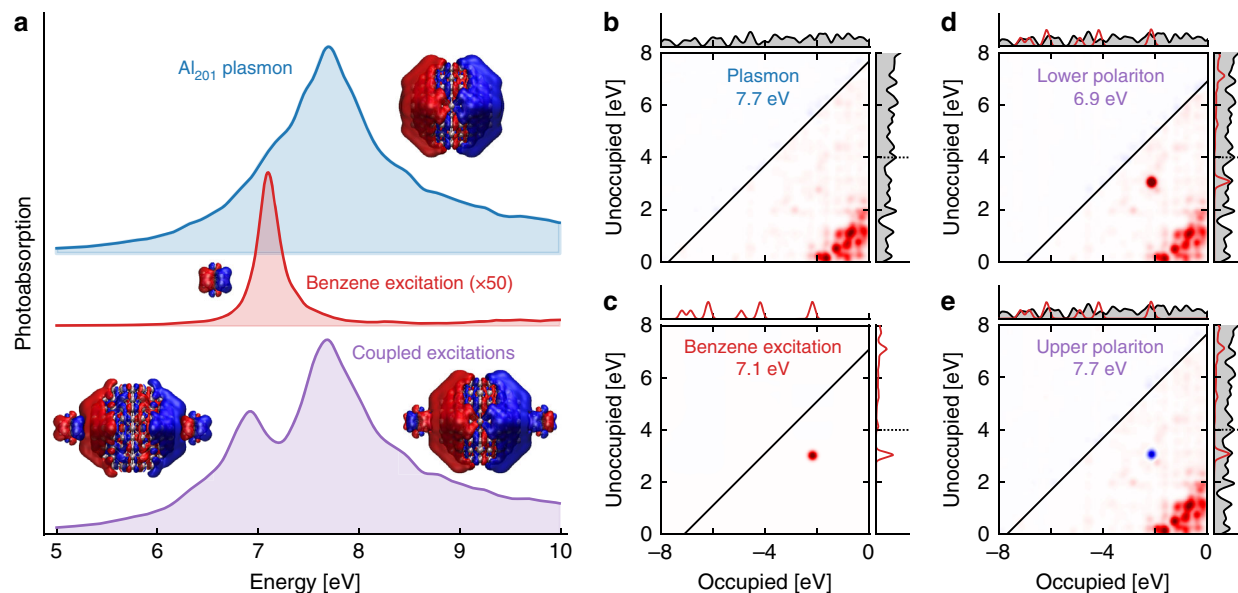 a
Al201 plasmon
Benzene excitation (×50)
Coupled excitations
Photoabsorption
5 6 7 8 9 10
Energy [eV]
b
Plasmon
7.7 eV
Unoccupied [eV]
8
6
4
2
0
c
Benzene excitation
7.1 eV
Unoccupied [eV]
8
6
4
2
0
−8 −4 0
Occupied [eV]
d
Lower polariton
6.9 eV
Unoccupied [eV]
8
6
4
2
0
e
Upper polariton
7.7 eV
Unoccupied [eV]
8
6
4
2
0
−8 −4 0
Occupied [eV]